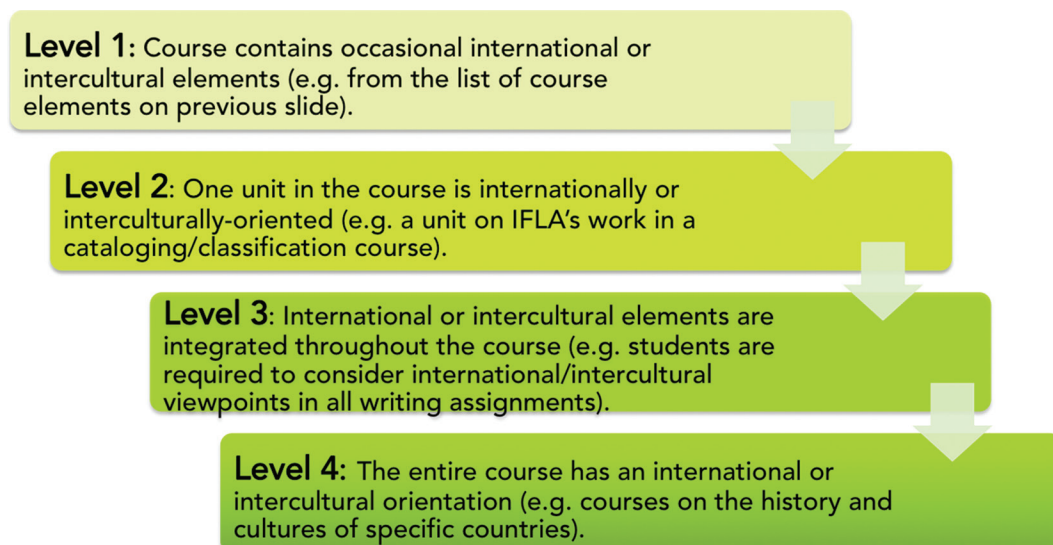 Level 1: Course contains occasional international or
intercultural elements (e.g. from the list of course
elements on previous slide).
Level 2: One unit in the course is internationally or
interculturally-oriented (e.g. a unit on IFLA’s work in a
cataloging/classification course).
Level 3: International or intercultural elements are
integrated throughout the course (e.g. students are
required to consider international/intercultural
viewpoints in all writing assignments).
Level 4: The entire course has an international or
intercultural orientation (e.g. courses on the history and
cultures of specific countries).